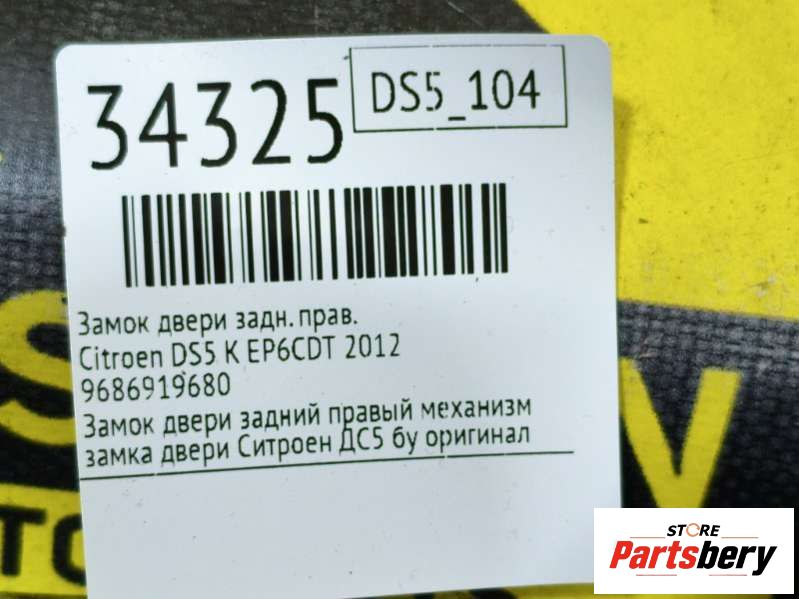 34325
DS5_104
Замок двери задн. прав.
Citroen DS5 K EP6CDT 2012
9686919680
Замок двери задний правый механизм
замка двери Ситроен ДС5 бу оригинал
STORE
Partsbery